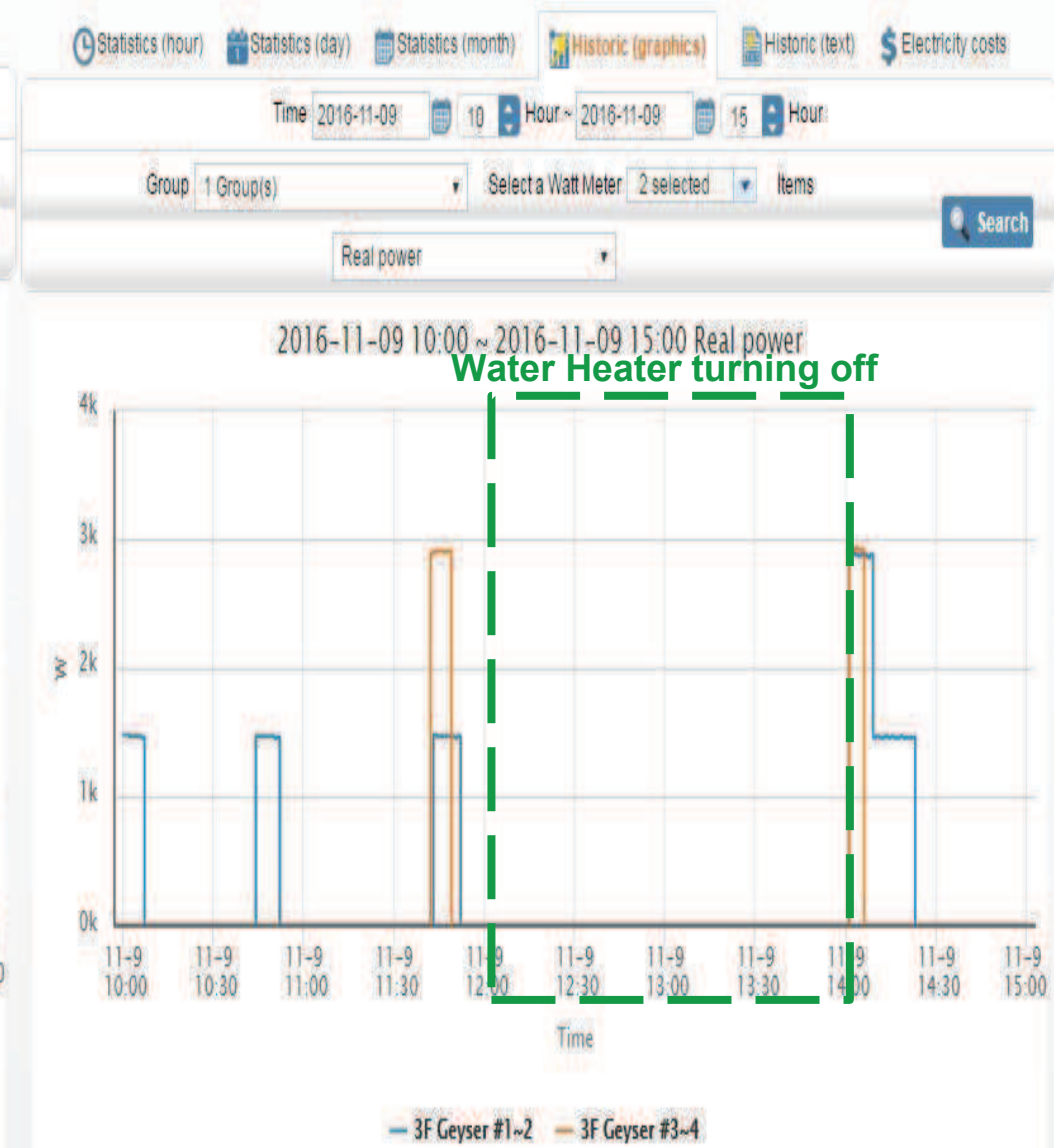 Statistics (hour) Statistics (day) Statistics (month) Historic (graphics) Historic (text) Electricity costs
Time 2016-11-09 10 Hour ~ 2016-11-09 15 Hour
Group 1 Group(s) Select a Watt Meter 2 selected Items
Search
Real power
2016-11-09 10:00 ~ 2016-11-09 15:00 Real power
Water Heater turning off
4k
3k
2k
1k
0k
W
11-9 11-9 11-9 11-9 11-9 11-9 11-9 11-9 11-9 11-9 11-9
10:00 10:30 11:00 11:30 12:00 12:30 13:00 13:30 14:00 14:30 15:00
Time
3F Geyser #1~2 3F Geyser #3~4